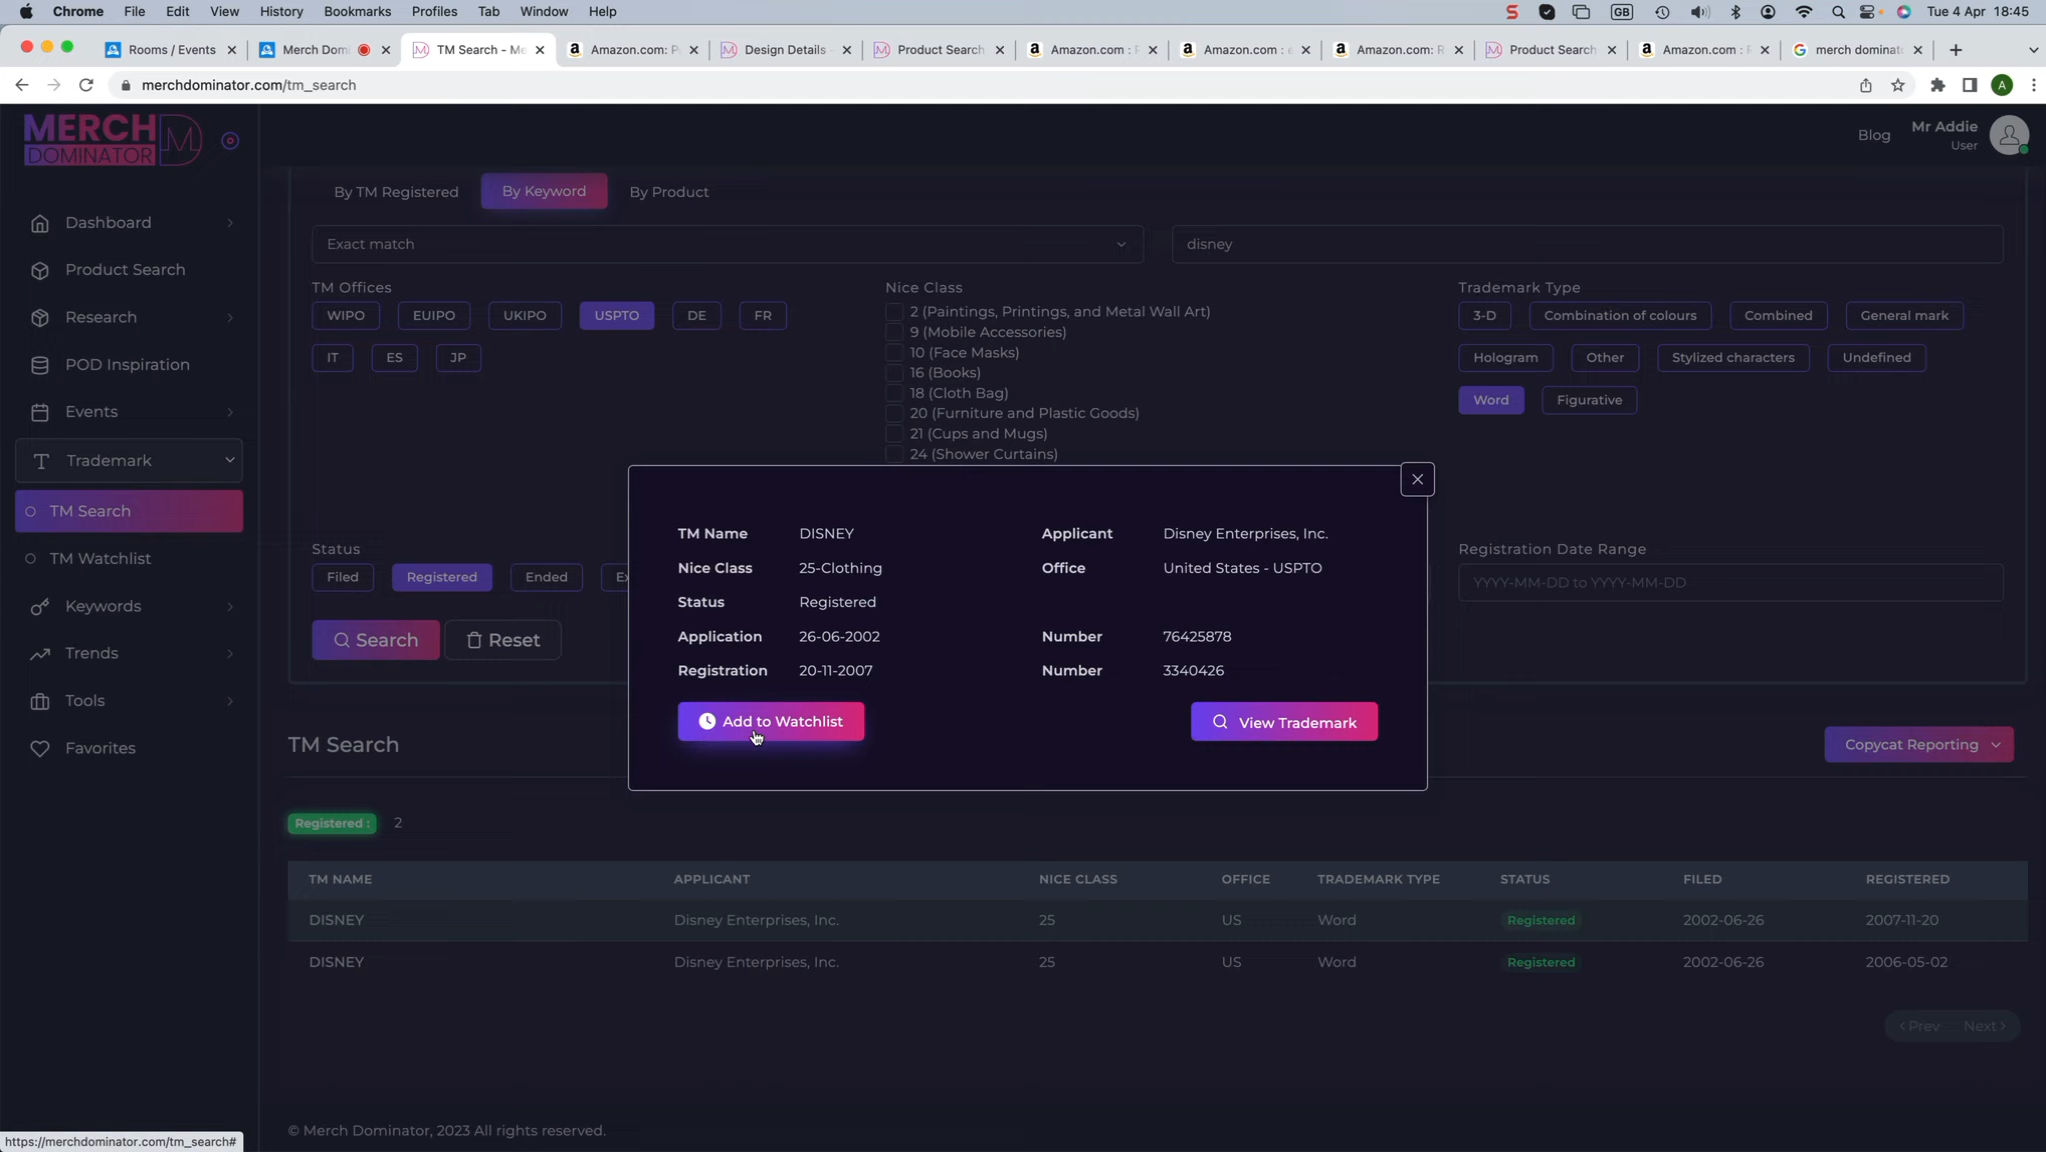 Chrome File Edit View History Bookmarks Profiles Tab Window Help GB Tue 4 Apr 18:45
Rooms / Events Merch Domi TM Search - Me Amazon.com: P Design Details - Product Search Amazon.com : F Amazon.com : e Amazon.com: R Product Search Amazon.com : F merch dominat
merchdominator.com/tm_search A
MERCH
DOMINATOR
Blog Mr Addie
User
Dashboard
Product Search
Research
POD Inspiration
Events
Trademark
TM Search
TM Watchlist
Keywords
Trends
Tools
Favorites
By TM Registered By Keyword By Product
Exact match disney
TM Offices
WIPO EUIPO UKIPO USPTO DE FR
IT ES JP
Nice Class
2 (Paintings, Printings, and Metal Wall Art)
9 (Mobile Accessories)
10 (Face Masks)
16 (Books)
18 (Cloth Bag)
20 (Furniture and Plastic Goods)
21 (Cups and Mugs)
24 (Shower Curtains)
Trademark Type
3-D Combination of colours Combined General mark
Hologram Other Stylized characters Undefined
Word Figurative
Status
Filed Registered Ended
Registration Date Range
YYYY-MM-DD to YYYY-MM-DD
Search Reset
TM Name DISNEY Applicant Disney Enterprises, Inc.
Nice Class 25-Clothing Office United States - USPTO
Status Registered
Application 26-06-2002 Number 76425878
Registration 20-11-2007 Number 3340426
Add to Watchlist View Trademark
TM Search Copycat Reporting
Registered : 2
TM NAME APPLICANT NICE CLASS OFFICE TRADEMARK TYPE STATUS FILED REGISTERED
DISNEY Disney Enterprises, Inc. 25 US Word Registered 2002-06-26 2007-11-20
DISNEY Disney Enterprises, Inc. 25 US Word Registered 2002-06-26 2006-05-02
Prev Next
© Merch Dominator, 2023 All rights reserved.
https://merchdominator.com/tm_search#